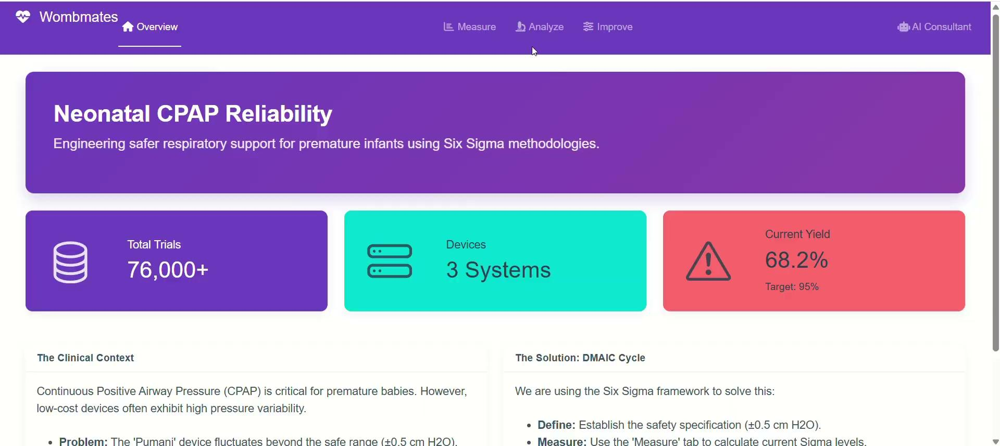 Wombmates
Overview
Measure
Analyze
Improve
AI Consultant
Neonatal CPAP Reliability
Engineering safer respiratory support for premature infants using Six Sigma methodologies.
Total Trials
76,000+
Devices
3 Systems
Current Yield
68.2%
Target: 95%
The Clinical Context
Continuous Positive Airway Pressure (CPAP) is critical for premature babies. However,
low-cost devices often exhibit high pressure variability.
• Problem: The 'Pumani' device fluctuates beyond the safe range (±0.5 cm H2O).
The Solution: DMAIC Cycle
We are using the Six Sigma framework to solve this:
• Define: Establish the safety specification (±0.5 cm H2O).
• Measure: Use the 'Measure' tab to calculate current Sigma levels.